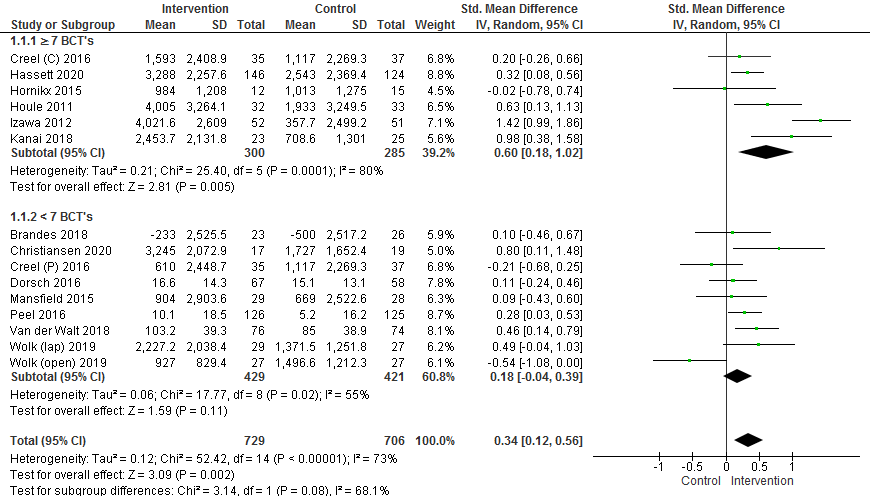 Intervention Control Std. Mean Difference Std. Mean Difference
Study or Subgroup Mean SD Total Mean SD Total Weight IV, Random, 95% CI IV, Random, 95% CI
1.1.1 ≥ 7 BCT's
Creel (C) 2016 1,593 2,408.9 35 1,117 2,269.3 37 6.8% 0.20 [-0.26, 0.66]
Hassett 2020 3,288 2,257.6 146 2,543 2,369.4 124 8.8% 0.32 [0.08, 0.56]
Hornikx 2015 984 1,208 12 1,013 1,275 15 4.5% -0.02 [-0.78, 0.74]
Houle 2011 4,005 3,264.1 32 1,933 3,249.5 33 6.4% 0.63 [0.13, 1.13]
Izawa 2012 4,021.6 2,609 52 357.7 2,499.2 51 7.0% 1.42 [0.99, 1.86]
Kanai 2018 2,453.7 2,131.8 23 708.6 1,301 25 5.6% 0.98 [0.38, 1.58]
Subtotal (95% CI) 300 285 39.2% 0.60 [0.18, 1.02]
Heterogeneity: Tau² = 0.21; Chi² = 25.40, df = 5 (P = 0.0001); I² = 80%
Test for overall effect: Z = 2.81 (P = 0.005)
1.1.2 < 7 BCT's
Brandes 2018 -233 2,525.5 23 -500 2,517.2 26 5.9% 0.10 [-0.46, 0.67]
Christiansen 2020 3,245 2,072.9 17 1,727 1,652.4 19 5.0% 0.80 [0.11, 1.48]
Creel (P) 2016 610 2,448.7 35 1,117 2,269.3 37 6.8% -0.21 [-0.68, 0.25]
Dorsch 2016 16.6 14.3 67 15.1 13.1 58 7.8% 0.11 [-0.24, 0.46]
Mansfield 2015 904 2,903.6 29 669 2,522.6 28 6.3% 0.09 [-0.43, 0.60]
Peel 2016 10.1 18.5 126 5.2 16.2 125 8.7% 0.28 [0.03, 0.53]
Van der Walt 2018 103.2 39.3 76 85 38.9 74 8.1% 0.46 [0.14, 0.79]
Wolk (lap) 2019 2,227.2 2,038.4 29 1,371.5 1,251.8 27 6.2% 0.49 [-0.04, 1.03]
Wolk (open) 2019 927 829.4 27 1,496.6 1,212.3 27 6.1% -0.54 [-1.08, 0.00]
Subtotal (95% CI) 429 421 60.8% 0.18 [-0.04, 0.39]
Heterogeneity: Tau² = 0.06; Chi² = 17.77, df = 8 (P = 0.02); I² = 55%
Test for overall effect: Z = 1.59 (P = 0.11)
Total (95% CI) 729 706 100.0% 0.34 [0.12, 0.56]
Heterogeneity: Tau² = 0.12; Chi² = 52.42, df = 14 (P < 0.00001); I² = 73%
Test for overall effect: Z = 3.09 (P = 0.002)
Test for subgroup differences: Chi² = 3.14, df = 1 (P = 0.08), I² = 68.1%
-1 -0.5 0 0.5 1
Control Intervention